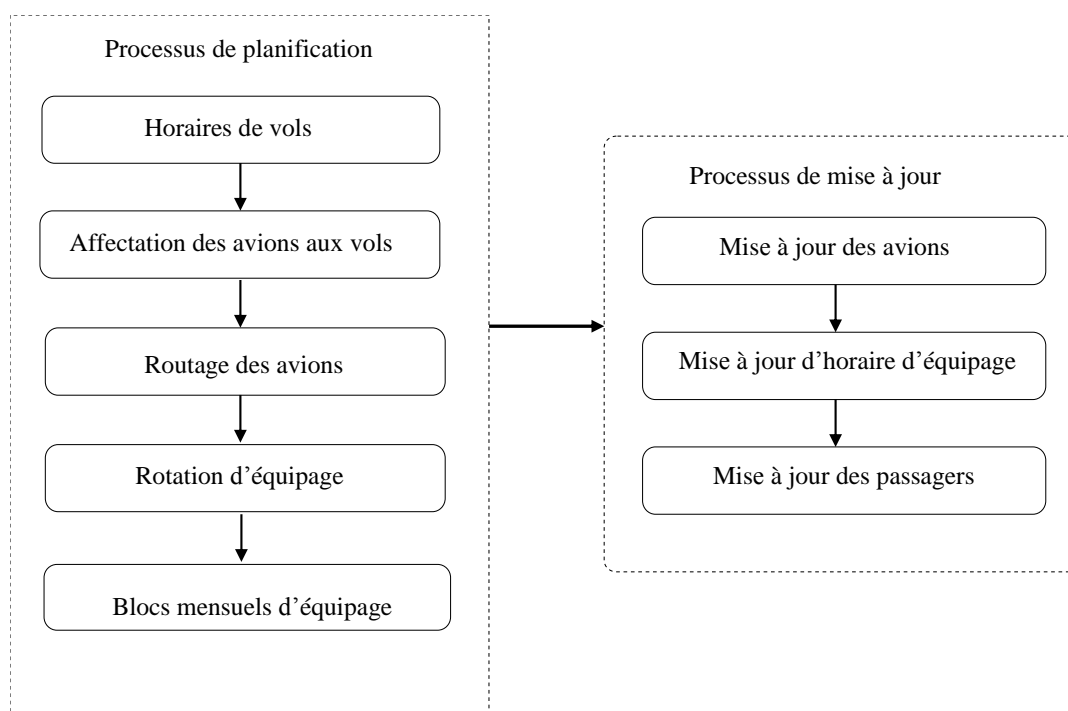 Processus de planification
Horaires de vols
Affectation des avions aux vols
Routage des avions
Rotation d’équipage
Blocs mensuels d’équipage
Processus de mise à jour
Mise à jour des avions
Mise à jour d’horaire d’équipage
Mise à jour des passagers